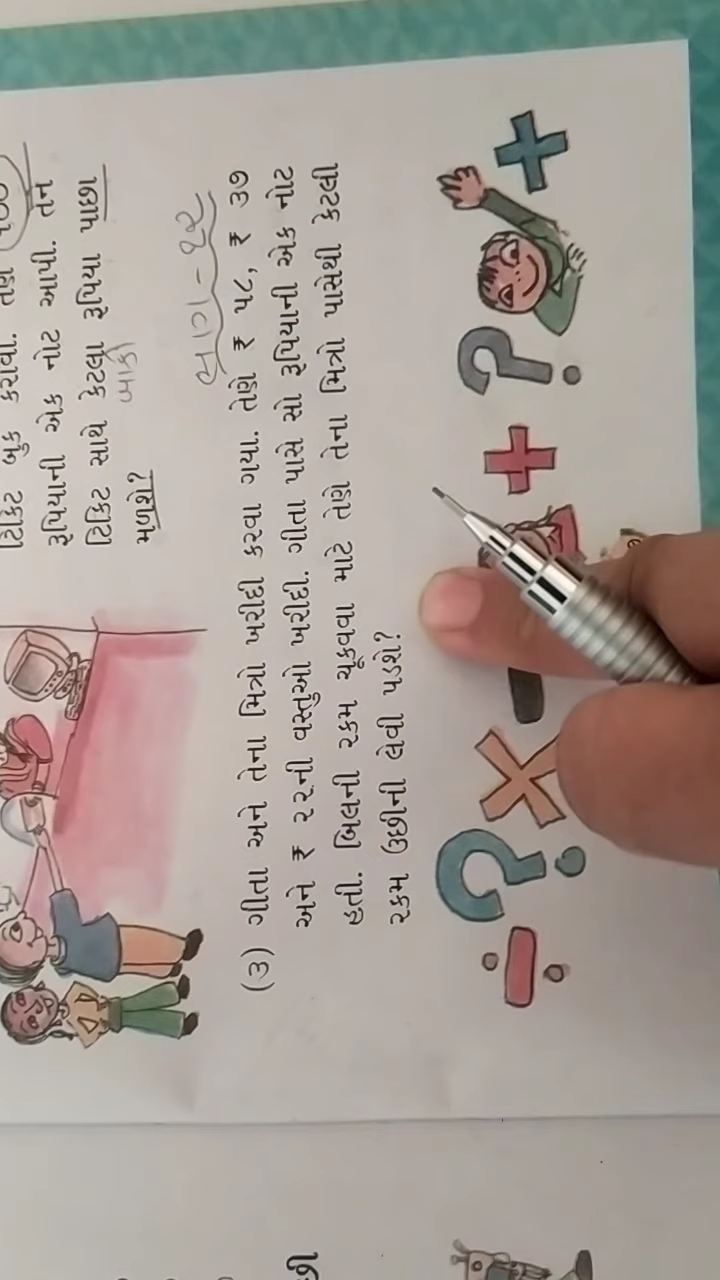 ટિકિટ બુક કરાવી. તેણે ૧૦૦
રૂપિયાની એક નોટ આપી. તેને
ટિકિટ સાથે કેટલા રૂપિયા પાછા
બાકી
મળશે?
(૩) ગીતા અને તેના મિત્રો ખરીદી કરવા ગયા. તેણે ₹ ૫૮, ₹ ૩૭
અને ₹ ૨૨ની વસ્તુઓ ખરીદી. ગીતા પાસે સો રૂપિયાની એક નોટ
હતી. બિલની રકમ ચૂકવવા માટે તેણે તેના મિત્રો પાસેથી કેટલી
રકમ ઉછીની લેવી પડશે?